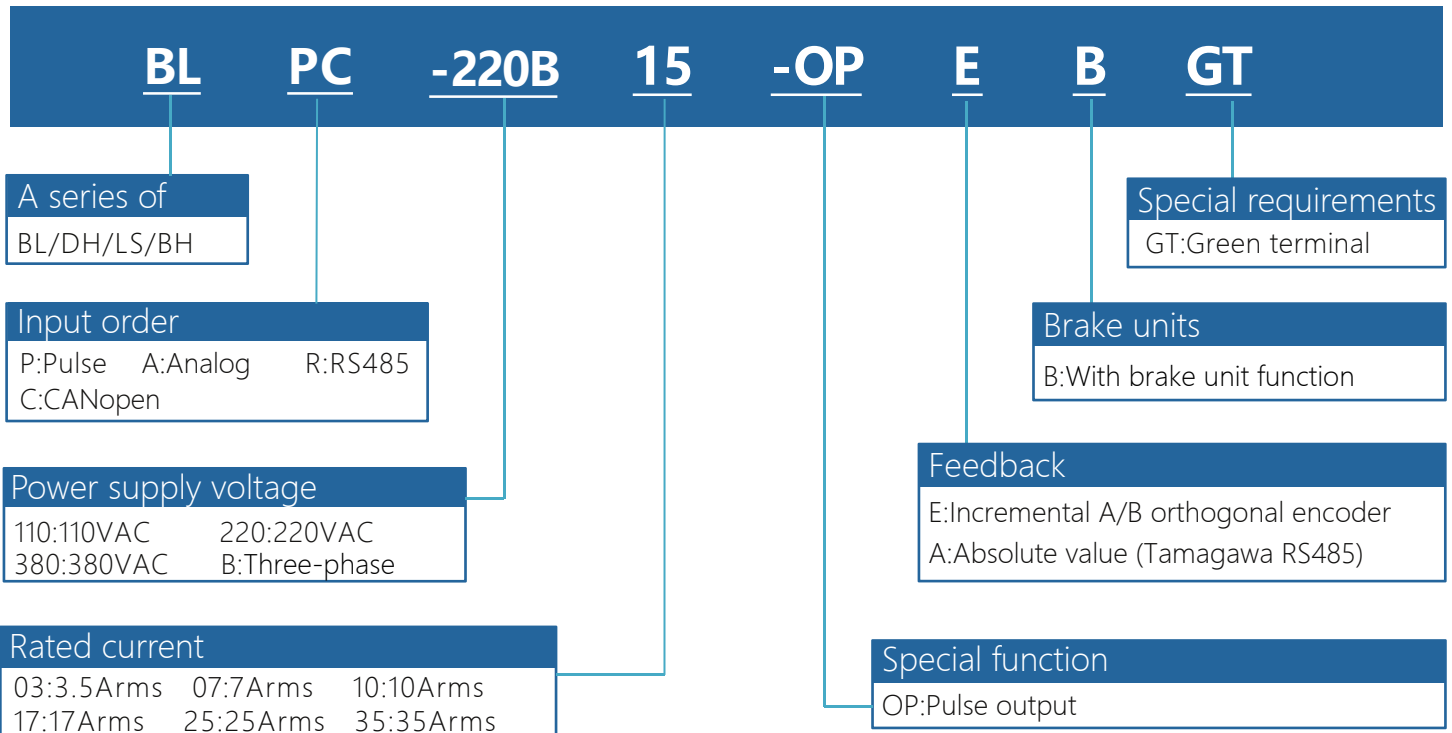 BL PC -220B 15 -OP E B GT
A series of
BL/DH/LS/BH
Special requirements
GT:Green terminal
Input order
P:Pulse A:Analog R:RS485
C:CANopen
Brake units
B:With brake unit function
Power supply voltage
110:110VAC 220:220VAC
380:380VAC B:Three-phase
Feedback
E:Incremental A/B orthogonal encoder
A:Absolute value (Tamagawa RS485)
Rated current
03:3.5Arms 07:7Arms 10:10Arms
17:17Arms 25:25Arms 35:35Arms
Special function
OP:Pulse output